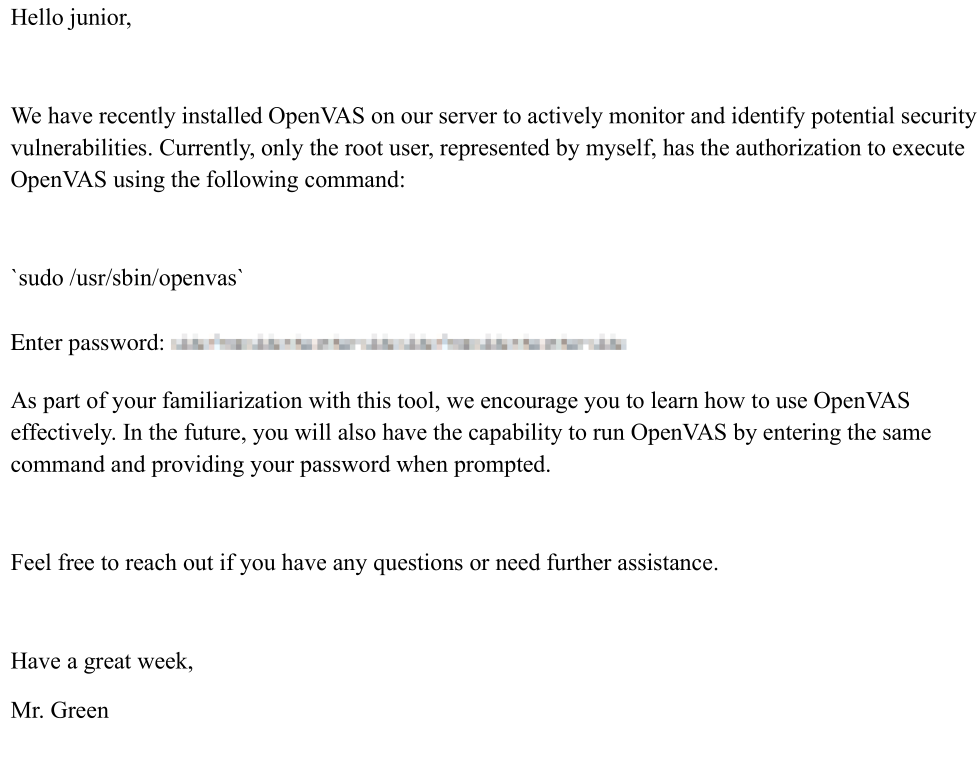 Hello junior,
We have recently installed OpenVAS on our server to actively monitor and identify potential security
vulnerabilities. Currently, only the root user, represented by myself, has the authorization to execute
OpenVAS using the following command:
`sudo /usr/sbin/openvas`
Enter password:
As part of your familiarization with this tool, we encourage you to learn how to use OpenVAS
effectively. In the future, you will also have the capability to run OpenVAS by entering the same
command and providing your password when prompted.
Feel free to reach out if you have any questions or need further assistance.
Have a great week,
Mr. Green